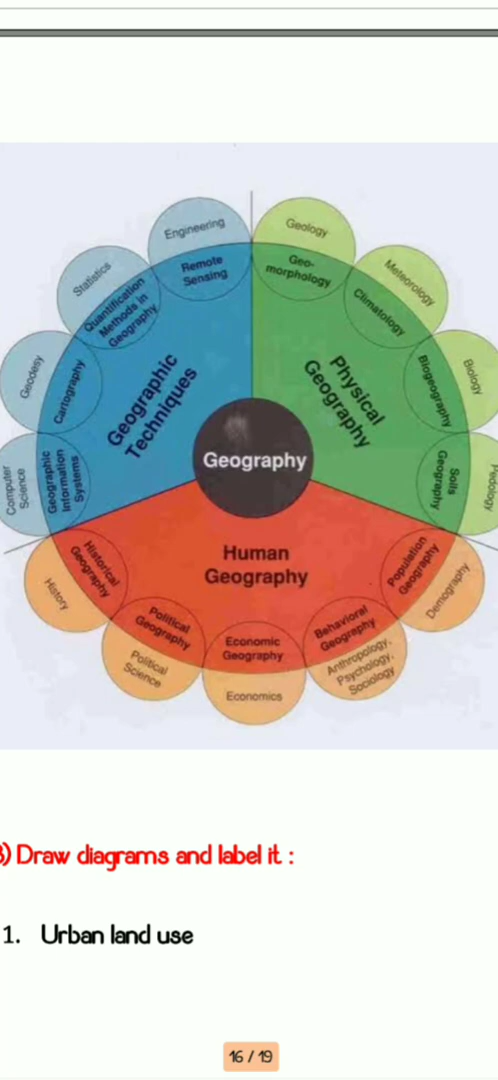 Engineering
Geology
Statistics
Remote
Sensing
Geo-
morphology
Meteorology
Quantification
Methods in
Geography
Climatology
Geodesy
Cartography
Geographic
Techniques
Physical
Geography
Biogeography
Biology
Computer
Science
Geographic
Information
Systems
Geography
Soils
Geography
Pedology
Human
Geography
History
Historical
Geography
Population
Geography
Demography
Political
Geography
Political
Science
Economic
Geography
Economics
Behavioral
Geography
Anthropology,
Psychology,
Sociology
3) Draw diagrams and label it :
1. Urban land use
16 / 19